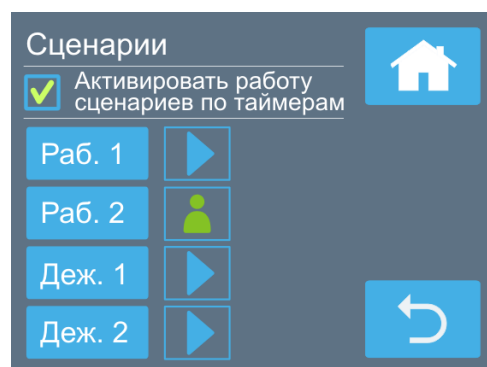 Сценарии
Активировать работу
сценариев по таймерам
Раб. 1
Раб. 2
Деж. 1
Деж. 2